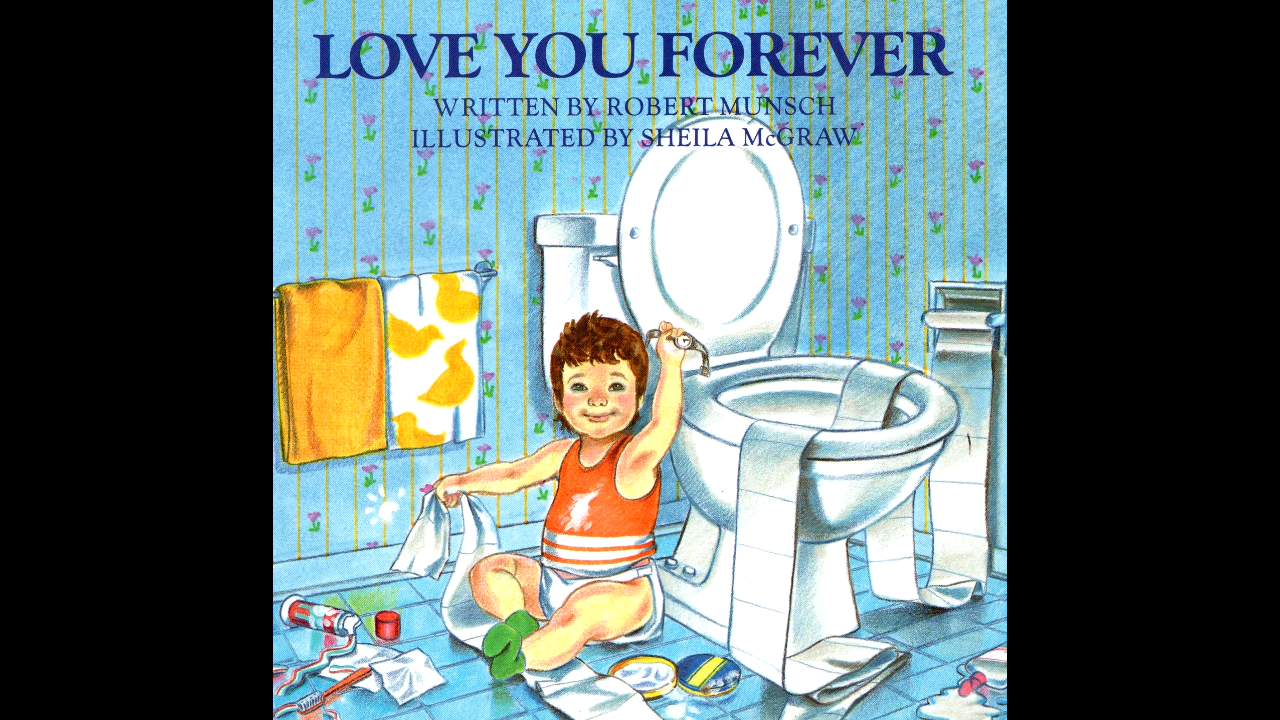 LOVE YOU FOREVER
WRITTEN BY ROBERT MUNSCH
ILLUSTRATED BY SHEILA McGRAW